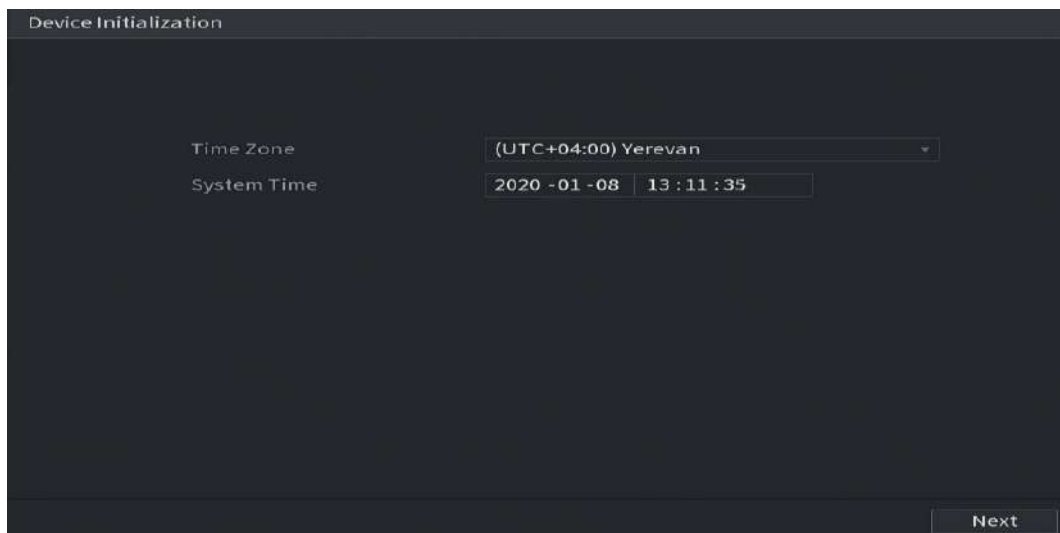 Device Initialization
Time Zone (UTC+04:00) Yerevan
System Time 2020 -01 -08 13 : 11 : 35
Next